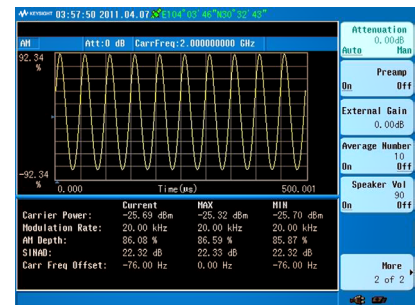 KEYSIGHT 03:57:50 2011.04.07 E104°03'46"N30°32'43"
AM Att:0 dB CarrFreq:2.000000000 GHz
92.34
%
-92.34
%
0.000 Time(µs) 500.001
Current MAX MIN
Carrier Power: -25.69 dBm -25.32 dBm -25.70 dBm
Modulation Rate: 20.00 kHz 20.00 kHz 20.00 kHz
AM Depth: 86.08 % 86.59 % 85.87 %
SINAD: 22.32 dB 22.33 dB 22.32 dB
Carr Freq Offset: -76.00 Hz 0.00 Hz -76.00 Hz
Attenuation
0.00dB
Auto Man
Preamp
On Off
External Gain
0.00dB
Average Number
10
On Off
Speaker Vol
90
On Off
More
2 of 2